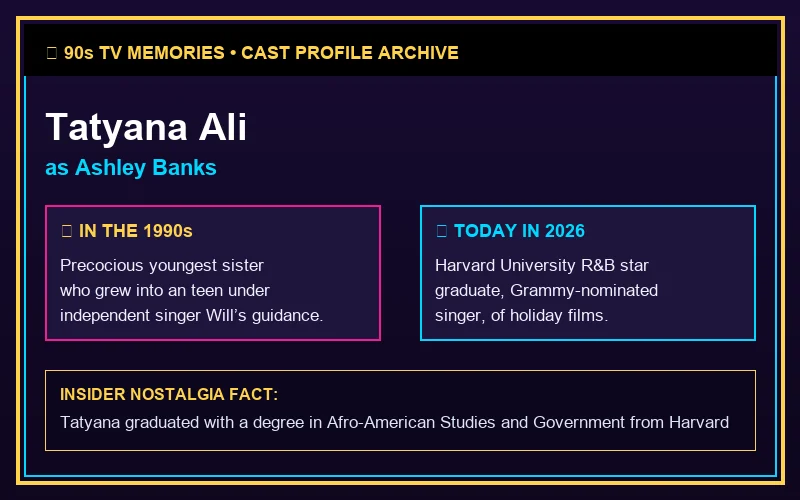 90s TV MEMORIES • CAST PROFILE ARCHIVE
Tatyana Ali
as Ashley Banks
IN THE 1990s
Precocious youngest sister
who grew into an teen under
independent singer Will’s guidance.
TODAY IN 2026
Harvard University R&B star
graduate, Grammy-nominated
singer, of holiday films.
INSIDER NOSTALGIA FACT:
Tatyana graduated with a degree in Afro-American Studies and Government from Harvard